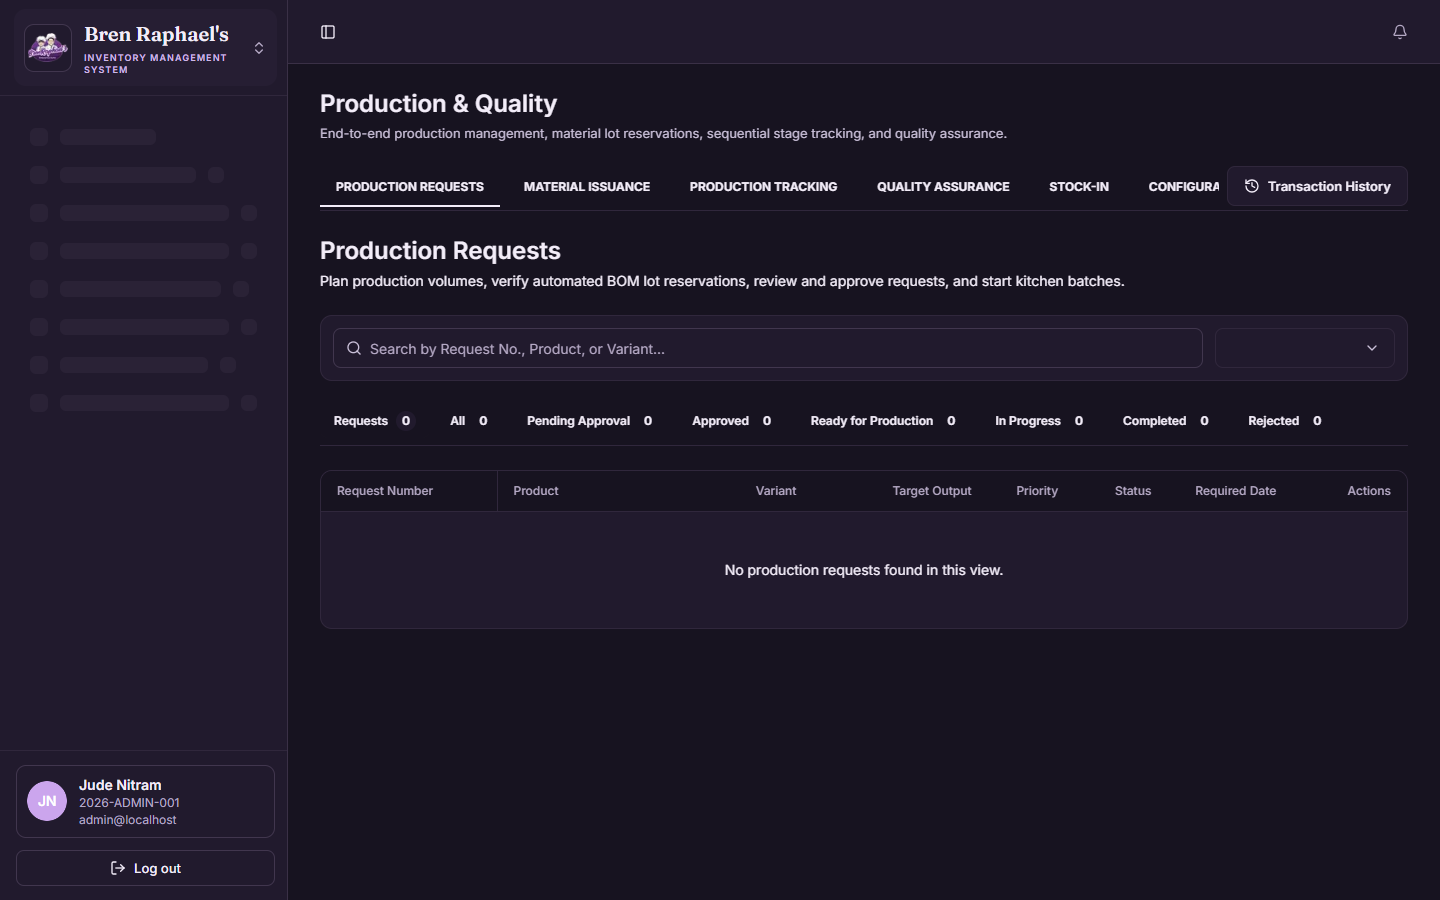 Bren Raphael's
INVENTORY MANAGEMENT
SYSTEM
Production & Quality
End-to-end production management, material lot reservations, sequential stage tracking, and quality assurance.
PRODUCTION REQUESTS MATERIAL ISSUANCE PRODUCTION TRACKING QUALITY ASSURANCE STOCK-IN CONFIGURA Transaction History
Production Requests
Plan production volumes, verify automated BOM lot reservations, review and approve requests, and start kitchen batches.
Search by Request No., Product, or Variant...
Requests 0 All 0 Pending Approval 0 Approved 0 Ready for Production 0 In Progress 0 Completed 0 Rejected 0
Request Number Product Variant Target Output Priority Status Required Date Actions
No production requests found in this view.
JN
Jude Nitram
2026-ADMIN-001
admin@localhost
Log out